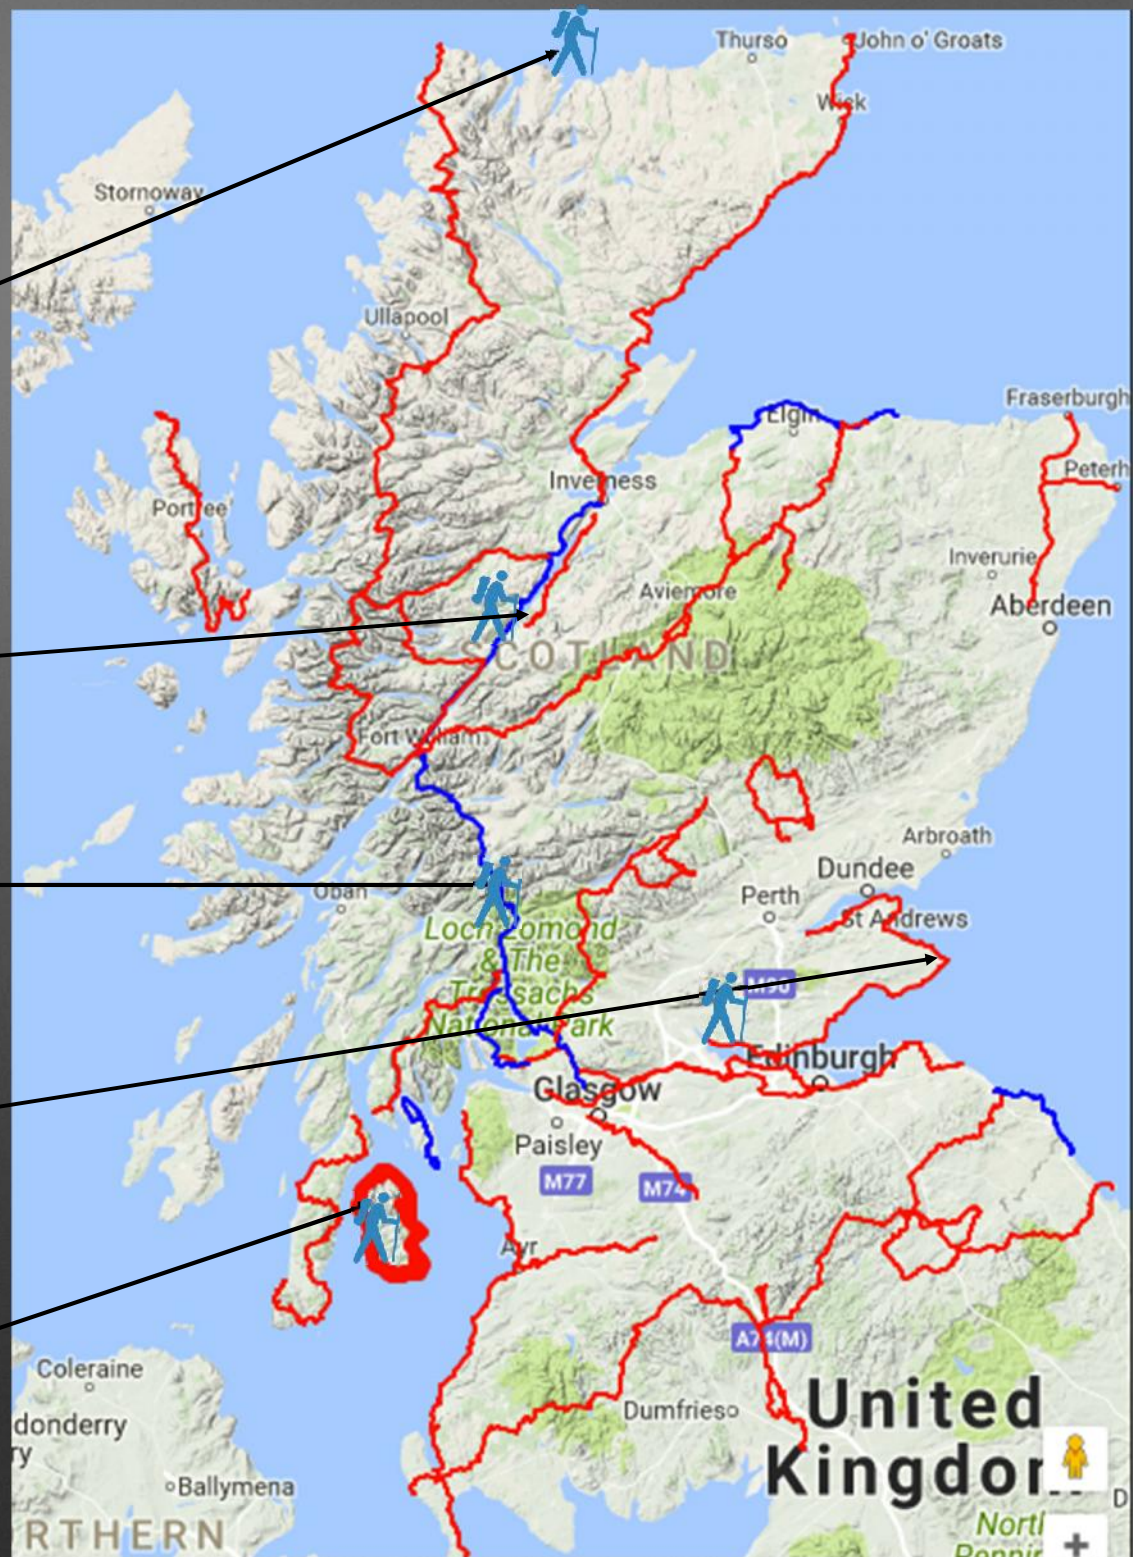 Thurso
John o' Groats
Wick
Stornoway
Ullapool
Elgin
Fraserburgh
Inverness
Peterh
Portree
Inverurie
Aviemore
Aberdeen
SCOTLAND
Fort William
Arbroath
Dundee
Oban
Perth
St Andrews
Loch Lomond
& The
Trossachs
National Park
M90
Edinburgh
Glasgow
Paisley
M77
M74
Ayr
A74(M)
Coleraine
donderry
ry
Dumfries
United
Kingdom
Ballymena
D
RTHERN
North
Pennin
+